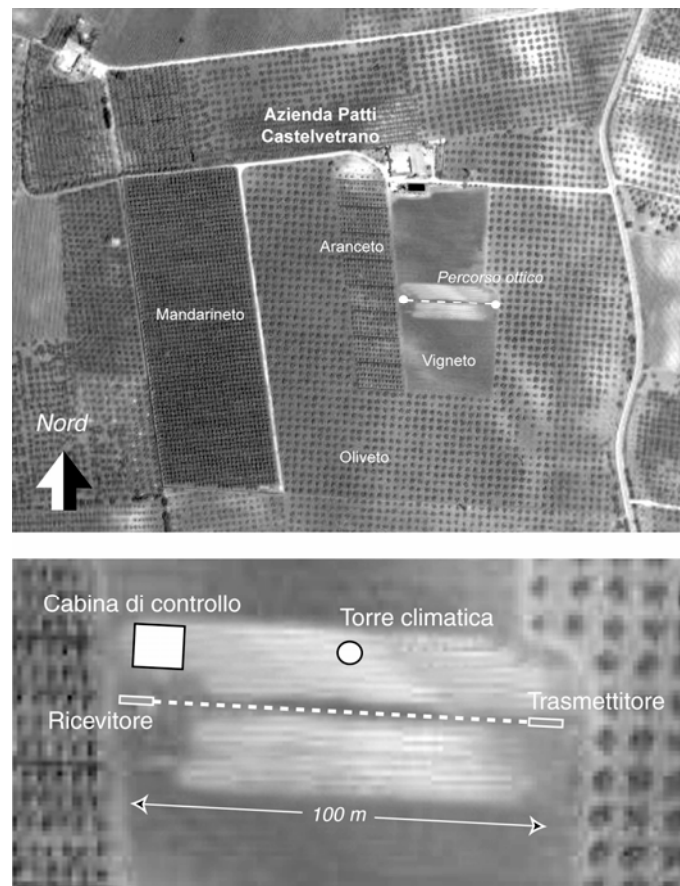 Azienda Patti
Castelvetrano
Aranceto
Percorso ottico
Mandarineto
Vigneto
Nord
Oliveto
Cabina di controllo
Torre climatica
Ricevitore
Trasmettitore
100 m